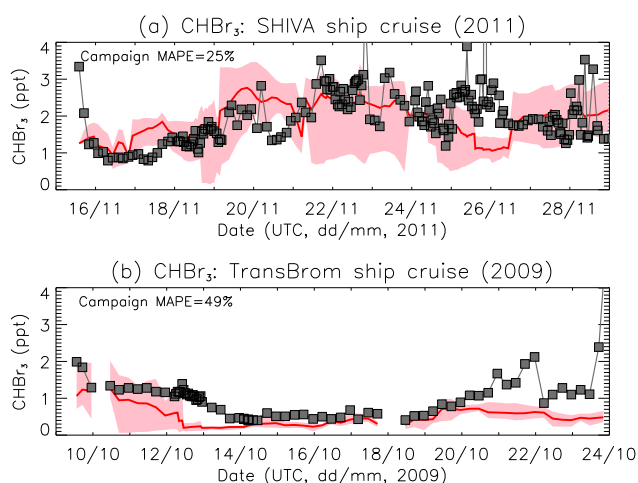 (a) CHBr₃: SHIVA ship cruise (2011)
Campaign MAPE=25%
CHBr₃ (ppt)
4
3
2
1
0
16/11 18/11 20/11 22/11 24/11 26/11 28/11
Date (UTC, dd/mm, 2011)
(b) CHBr₃: TransBrom ship cruise (2009)
Campaign MAPE=49%
CHBr₃ (ppt)
4
3
2
1
0
10/10 12/10 14/10 16/10 18/10 20/10 22/10 24/10
Date (UTC, dd/mm, 2009)